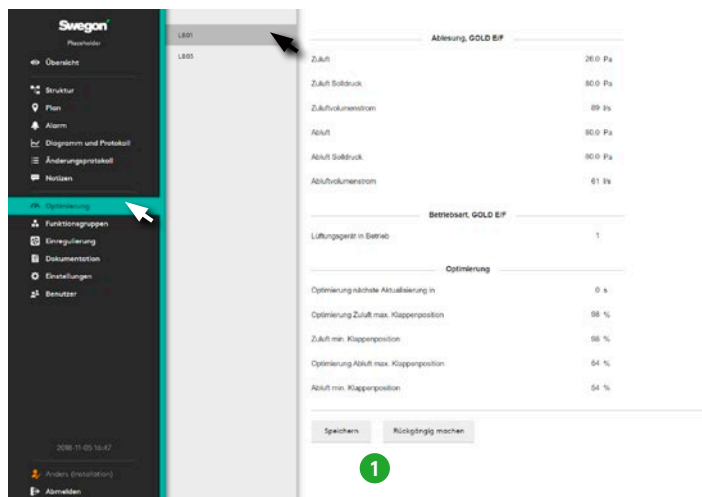 Swegon
Placeholder
Übersicht
Struktur
Plan
Alarm
Diagramm und Protokoll
Änderungsprotokoll
Notizen
Optimierung
Funktionsgruppen
Einregulierung
Dokumentation
Einstellungen
Benutzer
2018-11-05 16:47
Anders (Installation)
Abmelden
LB01
LB05
Ablesung, GOLD E/F
Zuluft 26.0 Pa
Zuluft Solldruck 80.0 Pa
Zuluftvolumenstrom 89 l/s
Abluft 80.0 Pa
Abluft Solldruck 80.0 Pa
Abluftvolumenstrom 61 l/s
Betriebsart, GOLD E/F
Lüftungsgerät in Betrieb 1
Optimierung
Optimierung nächste Aktualisierung in 0 s
Optimierung Zuluft max. Klappenposition 98 %
Zuluft min. Klappenposition 98 %
Optimierung Abluft max. Klappenposition 64 %
Abluft min. Klappenposition 54 %
Speichern Rückgängig machen
1